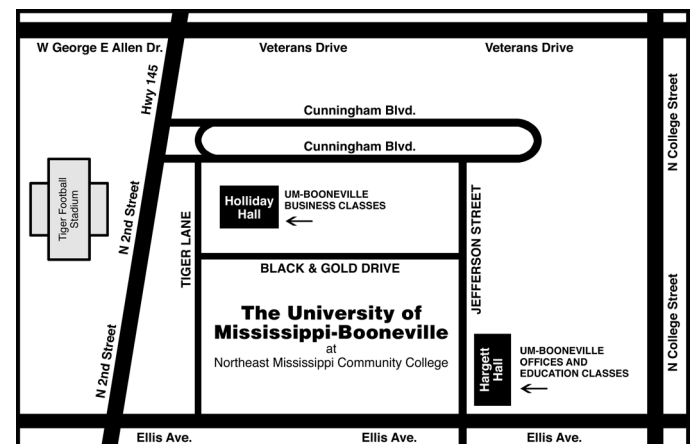 W George E Allen Dr.
Veterans Drive
Veterans Drive
Hwy 145
Cunningham Blvd.
Cunningham Blvd.
N College Street
Tiger Football
Stadium
N 2nd Street
TIGER LANE
Holliday
Hall
UM-BOONEVILLE
BUSINESS CLASSES
JEFFERSON STREET
BLACK & GOLD DRIVE
The University of
Mississippi-Booneville
at
Northeast Mississippi Community College
N 2nd Street
Hargett
Hall
UM-BOONEVILLE
OFFICES AND
EDUCATION CLASSES
N College Street
Ellis Ave.
Ellis Ave.
Ellis Ave.